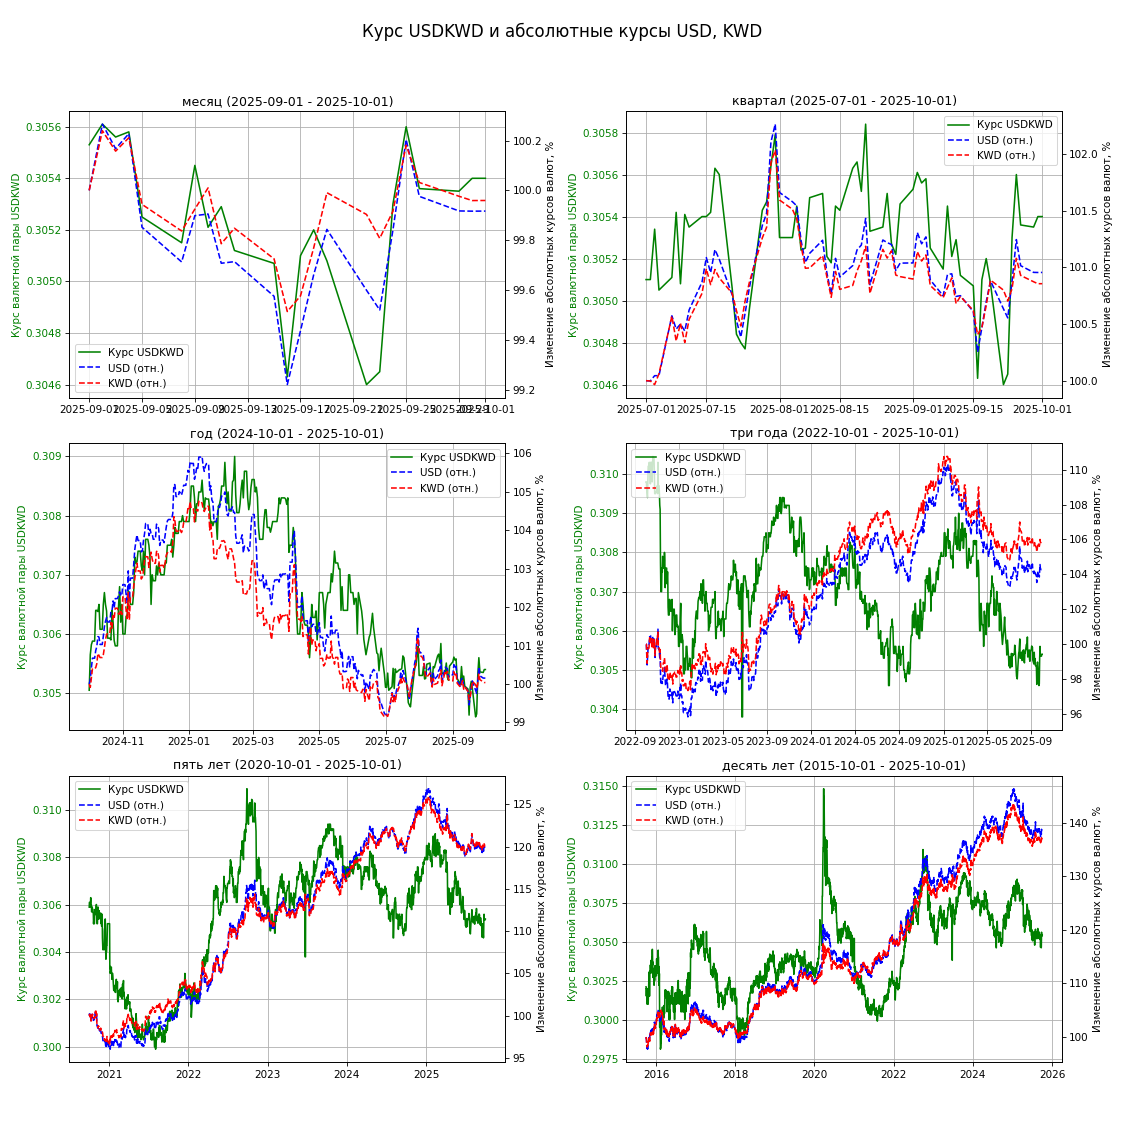 Курс USDKWD и абсолютные курсы USD, KWD
месяц (2025-09-01 - 2025-10-01)
Курс валютной пары USDKWD
0.3056
0.3054
0.3052
0.3050
0.3048
0.3046
Курс USDKWD
USD (отн.)
KWD (отн.)
100.2
100.0
99.8
99.6
99.4
99.2
Изменение абсолютных курсов валют, %
2025-09-01 2025-09-05 2025-09-09 2025-09-13 2025-09-17 2025-09-21 2025-09-25 2025-09-29 2025-10-01
квартал (2025-07-01 - 2025-10-01)
Курс валютной пары USDKWD
0.3058
0.3056
0.3054
0.3052
0.3050
0.3048
0.3046
Курс USDKWD
USD (отн.)
KWD (отн.)
102.0
101.5
101.0
100.5
100.0
Изменение абсолютных курсов валют, %
2025-07-01 2025-07-15 2025-08-01 2025-08-15 2025-09-01 2025-09-15 2025-10-01
год (2024-10-01 - 2025-10-01)
Курс валютной пары USDKWD
0.309
0.308
0.307
0.306
0.305
Курс USDKWD
USD (отн.)
KWD (отн.)
106
105
104
103
102
101
100
99
Изменение абсолютных курсов валют, %
2024-11 2025-01 2025-03 2025-05 2025-07 2025-09
три года (2022-10-01 - 2025-10-01)
Курс валютной пары USDKWD
0.310
0.309
0.308
0.307
0.306
0.305
0.304
Курс USDKWD
USD (отн.)
KWD (отн.)
110
108
106
104
102
100
98
96
Изменение абсолютных курсов валют, %
2022-09 2023-01 2023-05 2023-09 2024-01 2024-05 2024-09 2025-01 2025-05 2025-09
пять лет (2020-10-01 - 2025-10-01)
Курс валютной пары USDKWD
0.310
0.308
0.306
0.304
0.302
0.300
Курс USDKWD
USD (отн.)
KWD (отн.)
125
120
115
110
105
100
95
Изменение абсолютных курсов валют, %
2021 2022 2023 2024 2025
десять лет (2015-10-01 - 2025-10-01)
Курс валютной пары USDKWD
0.3150
0.3125
0.3100
0.3075
0.3050
0.3025
0.3000
0.2975
Курс USDKWD
USD (отн.)
KWD (отн.)
140
130
120
110
100
Изменение абсолютных курсов валют, %
2016 2018 2020 2022 2024 2026